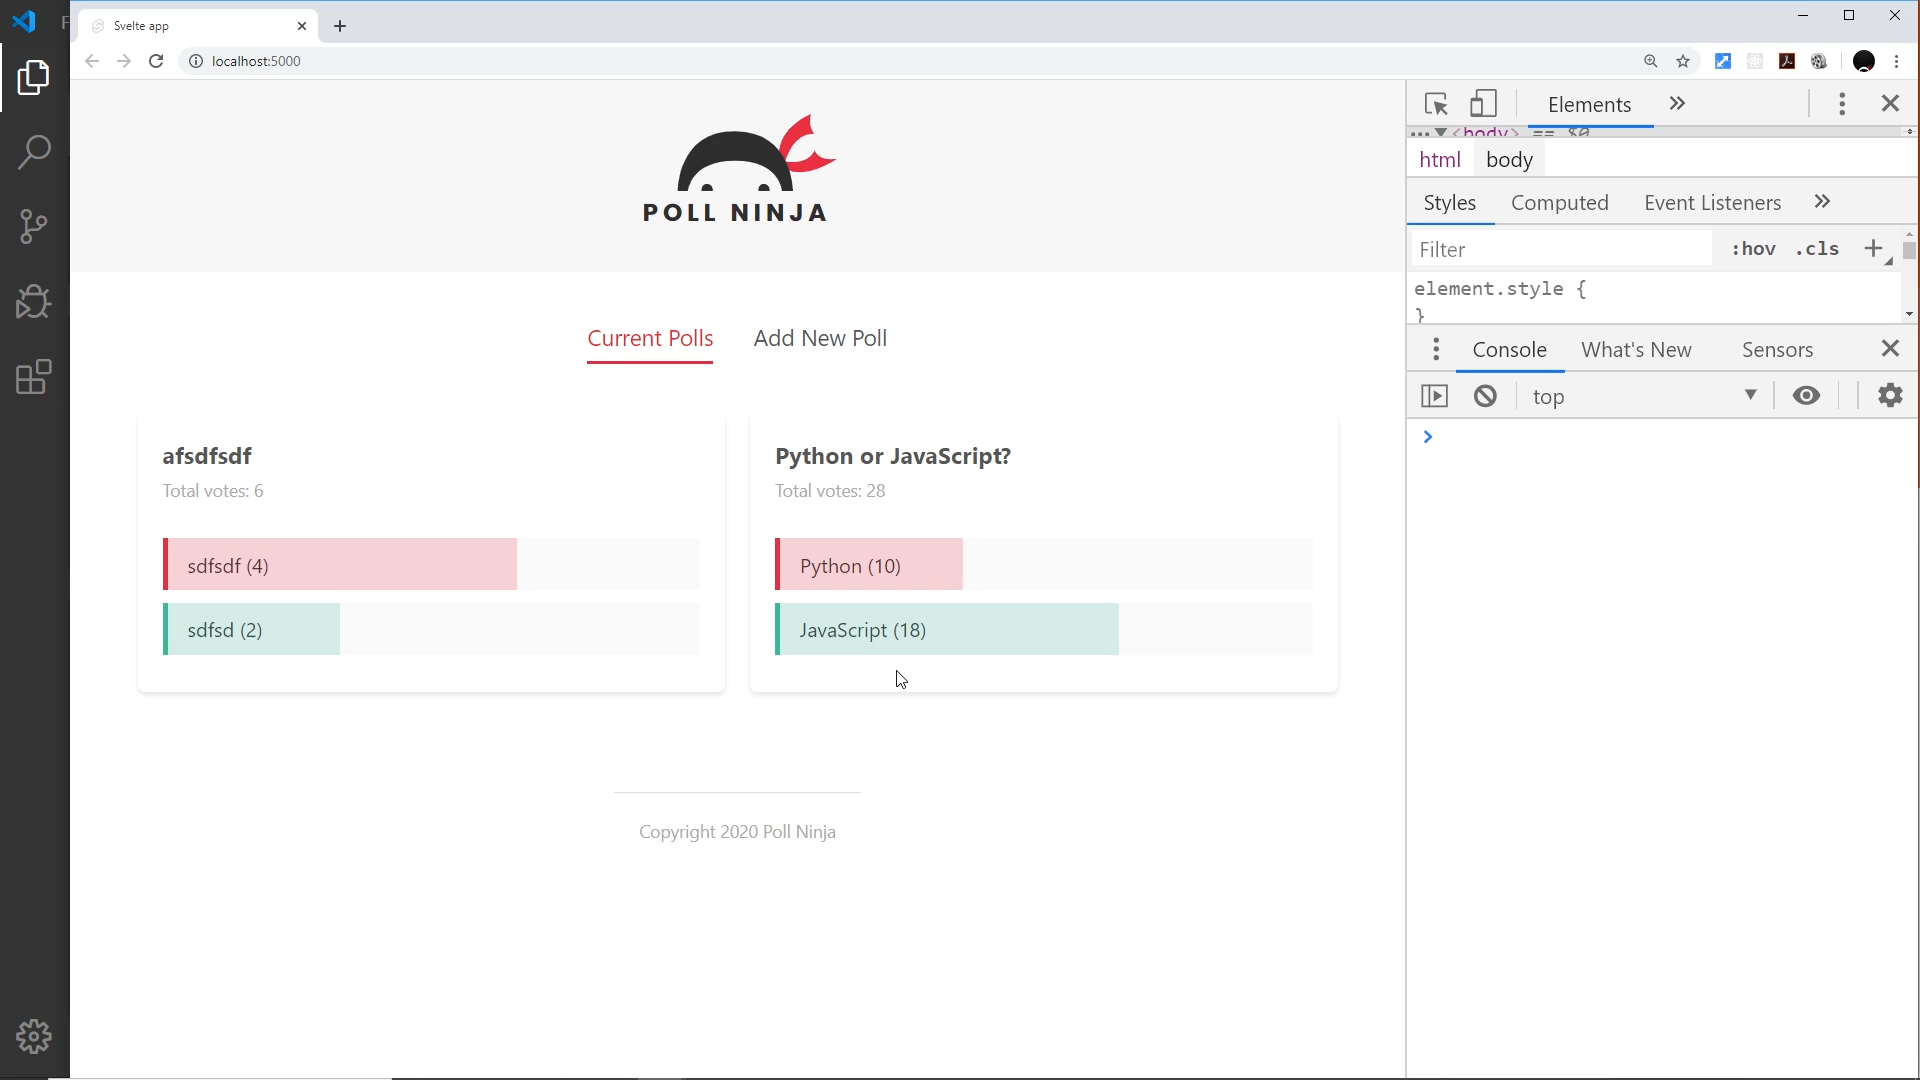 F
Svelte app
localhost:5000
POLL NINJA
Current Polls
Add New Poll
afsdfsdf
Total votes: 6
sdfsdf (4)
sdfsd (2)
Python or JavaScript?
Total votes: 28
Python (10)
JavaScript (18)
Copyright 2020 Poll Ninja
Elements
<body> == $0
html body
Styles Computed Event Listeners
Filter
:hov .cls
element.style {
}
Console What's New Sensors
top